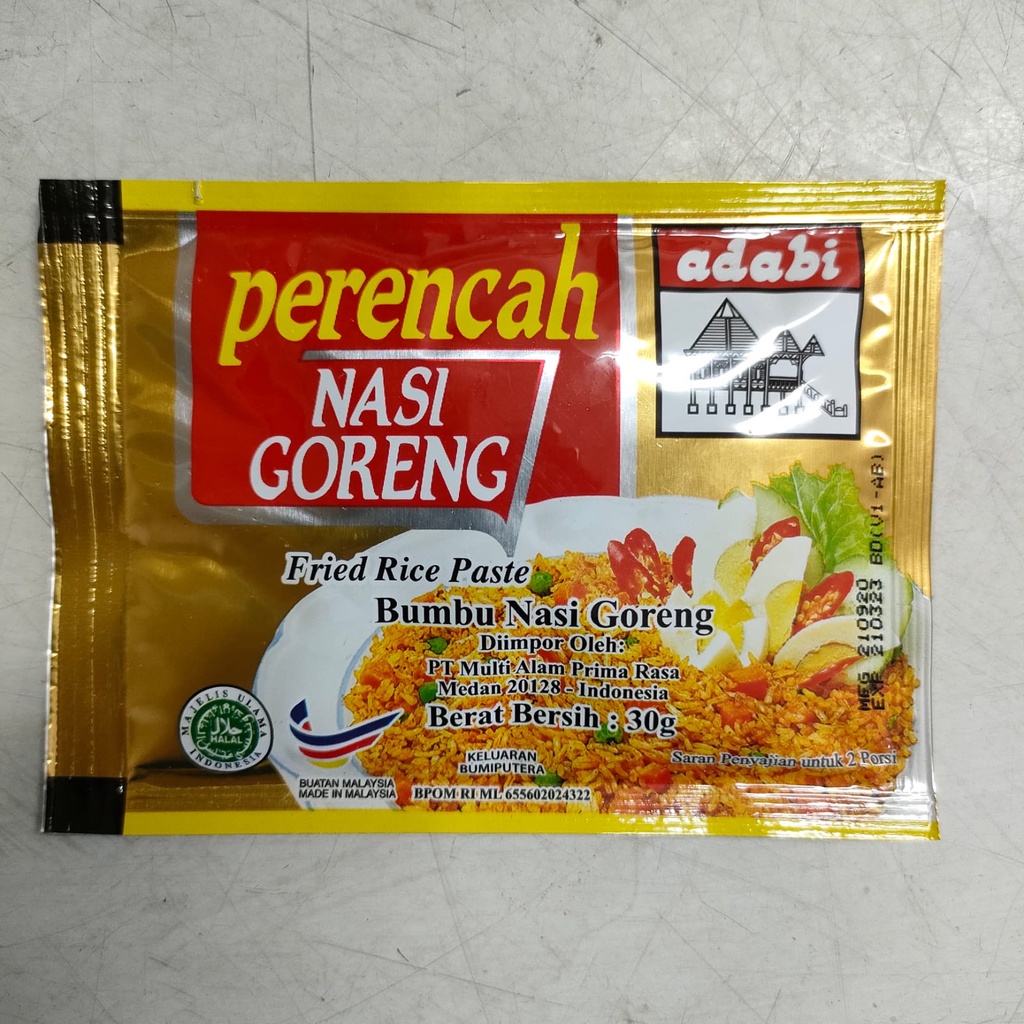 perencah
NASI
GORENG
adabi
Fried Rice Paste
Bumbu Nasi Goreng
Diimpor Oleh:
PT Multi Alam Prima Rasa
Medan 20128 - Indonesia
Berat Bersih : 30g
KELUARAN
BUMIPUTERA
Saran Penyajian untuk 2 Porsi
BUATAN MALAYSIA
MADE IN MALAYSIA
BPOM RI ML 655602024322
MAJELIS ULAMA
INDONESIA
حلال
HALAL
210920 BD(V1-AB)
210323